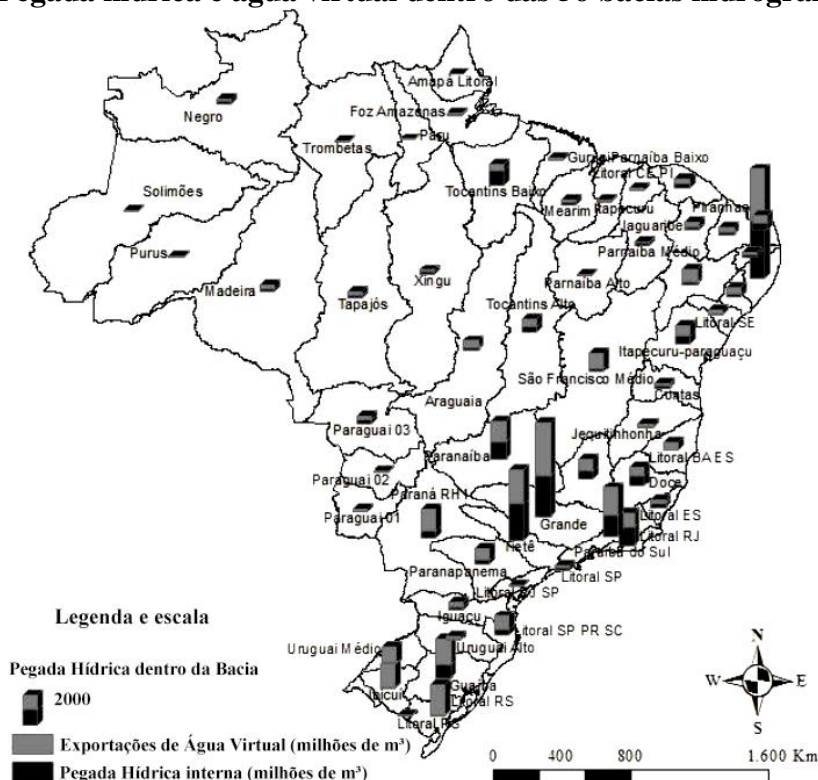 Pegada hídrica e água virtual dentro das 56 bacias hidrográf
Amapá Litoral
Negro
Foz Amazonas
Paru
Trombetas
Gurupi
Parnaíba Baixo
Litoral CE PI
Tocantins Baixo
Solimões
Mearim
Itapecuru
Piranhas
Jaguaribe
Purus
Xingu
Parnaíba Médio
Madeira
Tapajós
Parnaíba Alto
Tocantins Alto
Litoral SE
Itapecuru-paraguaçu
São Francisco Médio
Contas
Araguaia
Paraguai 03
Jequitinhonha
Paranaíba
Litoral BA ES
Paraguai 02
Doce
Paraná RH1
Paraguai 01
Grande
Litoral ES
Tietê
Litoral RJ
Paraíba do Sul
Paranapanema
Litoral SP
Litoral RJ SP
Iguaçu
Litoral SP PR SC
Legenda e escala
Uruguai Médio
Uruguai Alto
N
Pegada Hídrica dentro da Bacia
W
E
2000
Ibicuí
Guaíba
Litoral RS
Litoral RS
S
Exportações de Água Virtual (milhões de m³)
0 400 800 1.600 Km
Pegada Hídrica interna (milhões de m³)